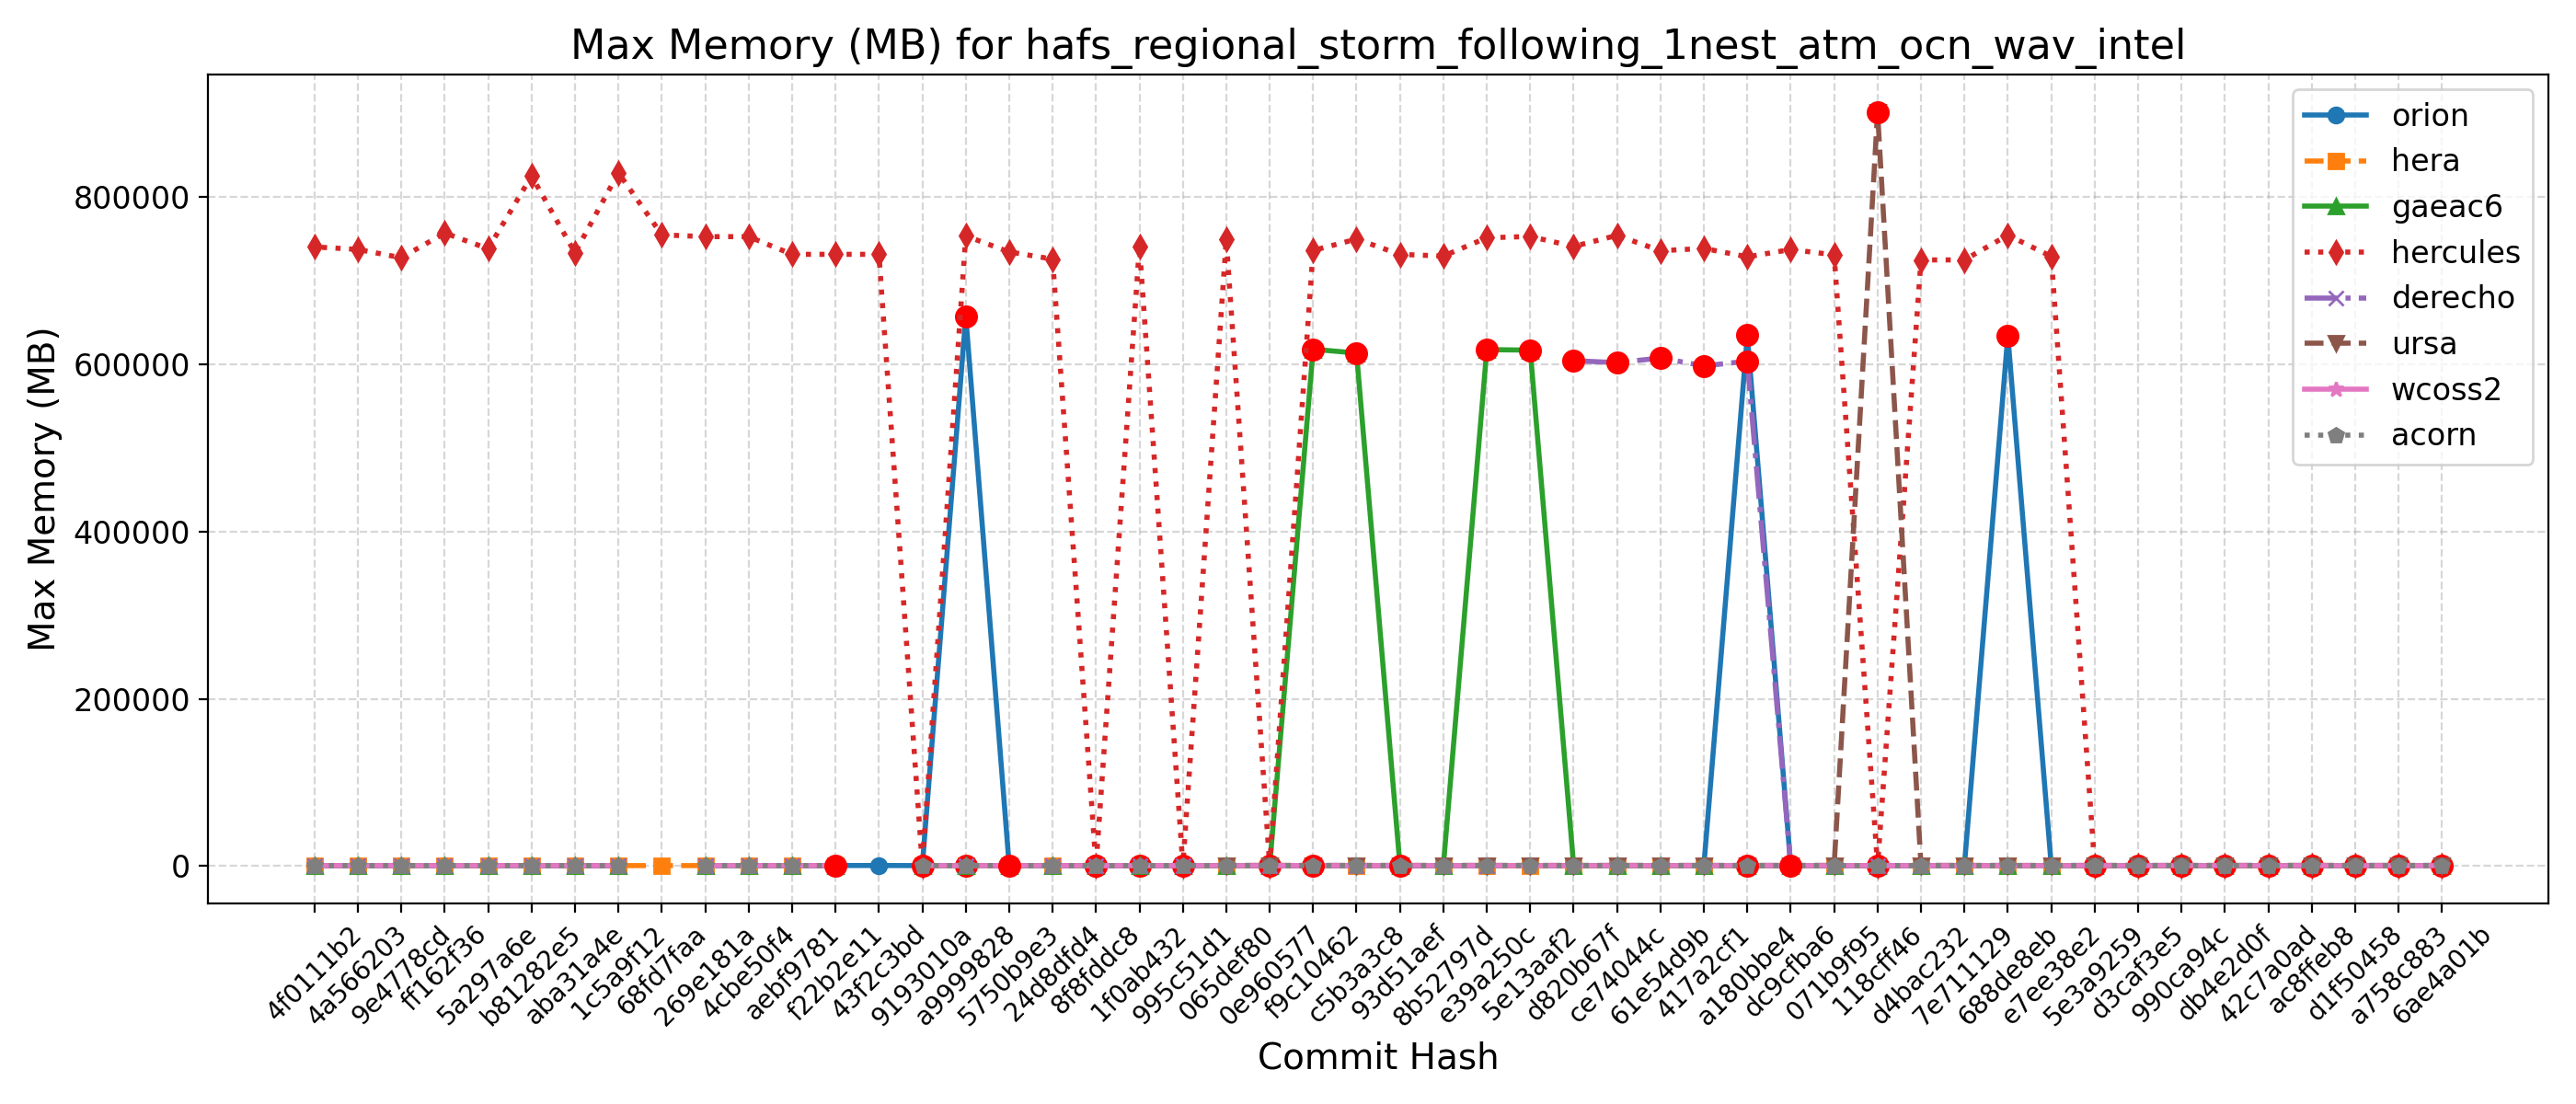 Max Memory (MB) for hafs_regional_storm_following_1nest_atm_ocn_wav_intel
Max Memory (MB)
800000
600000
400000
200000
0
orion
hera
gaeac6
hercules
derecho
ursa
wcoss2
acorn
4f0111b2
4a566203
9e4778cd
ff162f36
5a297a6e
b81282e5
aba31a4e
1c5a9f12
68fd7faa
269e181a
4cbe50f4
aebf9781
f22b2e11
43f2c3bd
9193010a
a9999828
5750b9e3
24d8dfd4
8f8fddc8
1f0ab432
995c51d1
065def80
0e960577
f9c10462
c5b3a3c8
93d51aef
8b52797d
e39a250c
5e13aaf2
d820b67f
ce74044c
61e54d9b
417a2cf1
a180bbe4
dc9cfba6
071b9f95
118cff46
d4bac232
7e711129
688de8eb
e7ee38e2
5e3a9259
d3caf3e5
990ca94c
db4e2d0f
42c7a0ad
ac8ffeb8
d1f50458
a758c883
6ae4a01b
Commit Hash